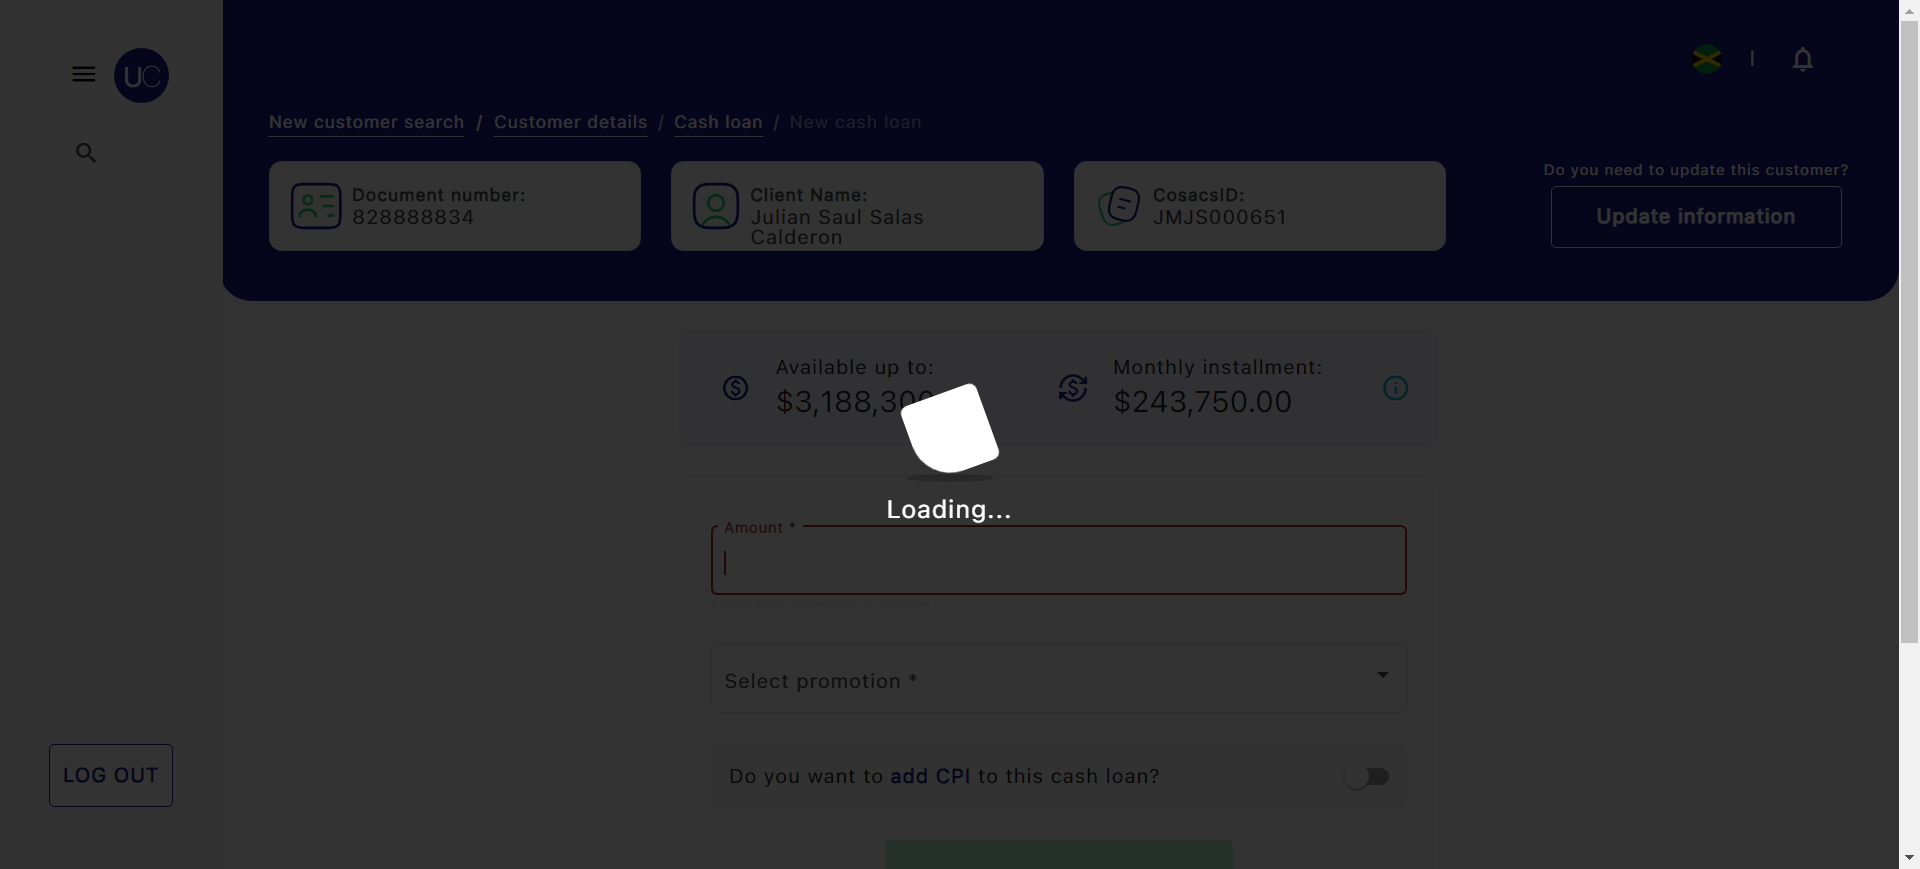 UC
New customer search / Customer details / Cash loan / New cash loan
Document number:
828888834
Client Name:
Julian Saul Salas
Calderon
CosacsID:
JMJS000651
Do you need to update this customer?
Update information
Available up to:
$3,188,300
Monthly installment:
$243,750.00
Loading...
Amount *
Select promotion *
Do you want to add CPI to this cash loan?
LOG OUT